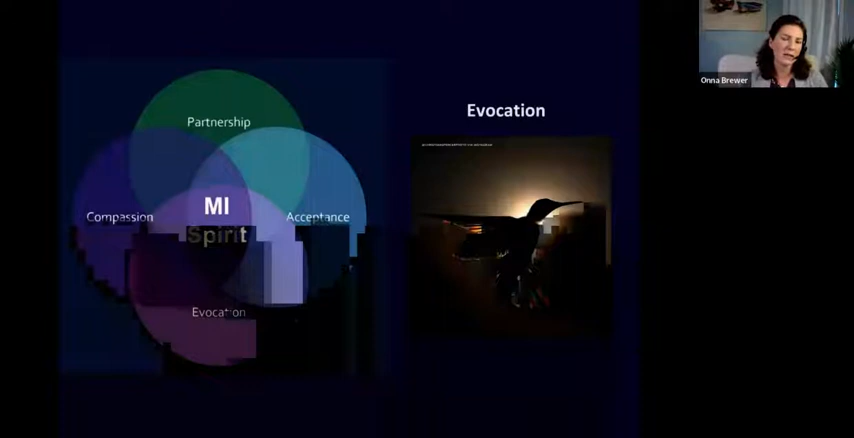 Onna Brewer
Evocation
Partnership
Compassion
MI
Spirit
Acceptance
Evocation